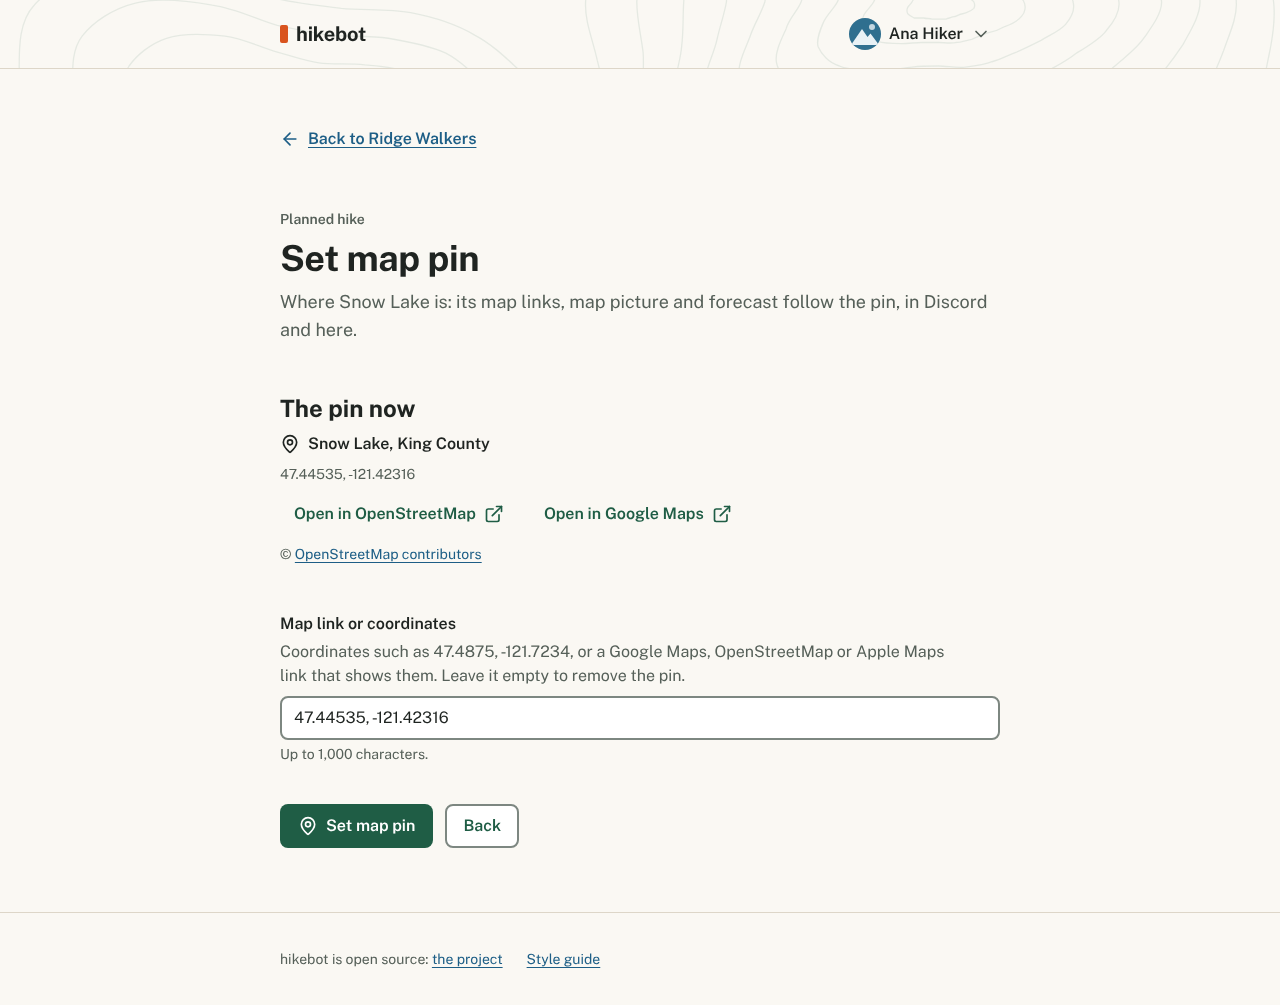 hikebot
Ana Hiker
Back to Ridge Walkers
Planned hike
Set map pin
Where Snow Lake is: its map links, map picture and forecast follow the pin, in Discord
and here.
The pin now
Snow Lake, King County
47.44535, -121.42316
Open in OpenStreetMap
Open in Google Maps
© OpenStreetMap contributors
Map link or coordinates
Coordinates such as 47.4875, -121.7234, or a Google Maps, OpenStreetMap or Apple Maps
link that shows them. Leave it empty to remove the pin.
47.44535, -121.42316
Up to 1,000 characters.
Set map pin
Back
hikebot is open source: the project
Style guide